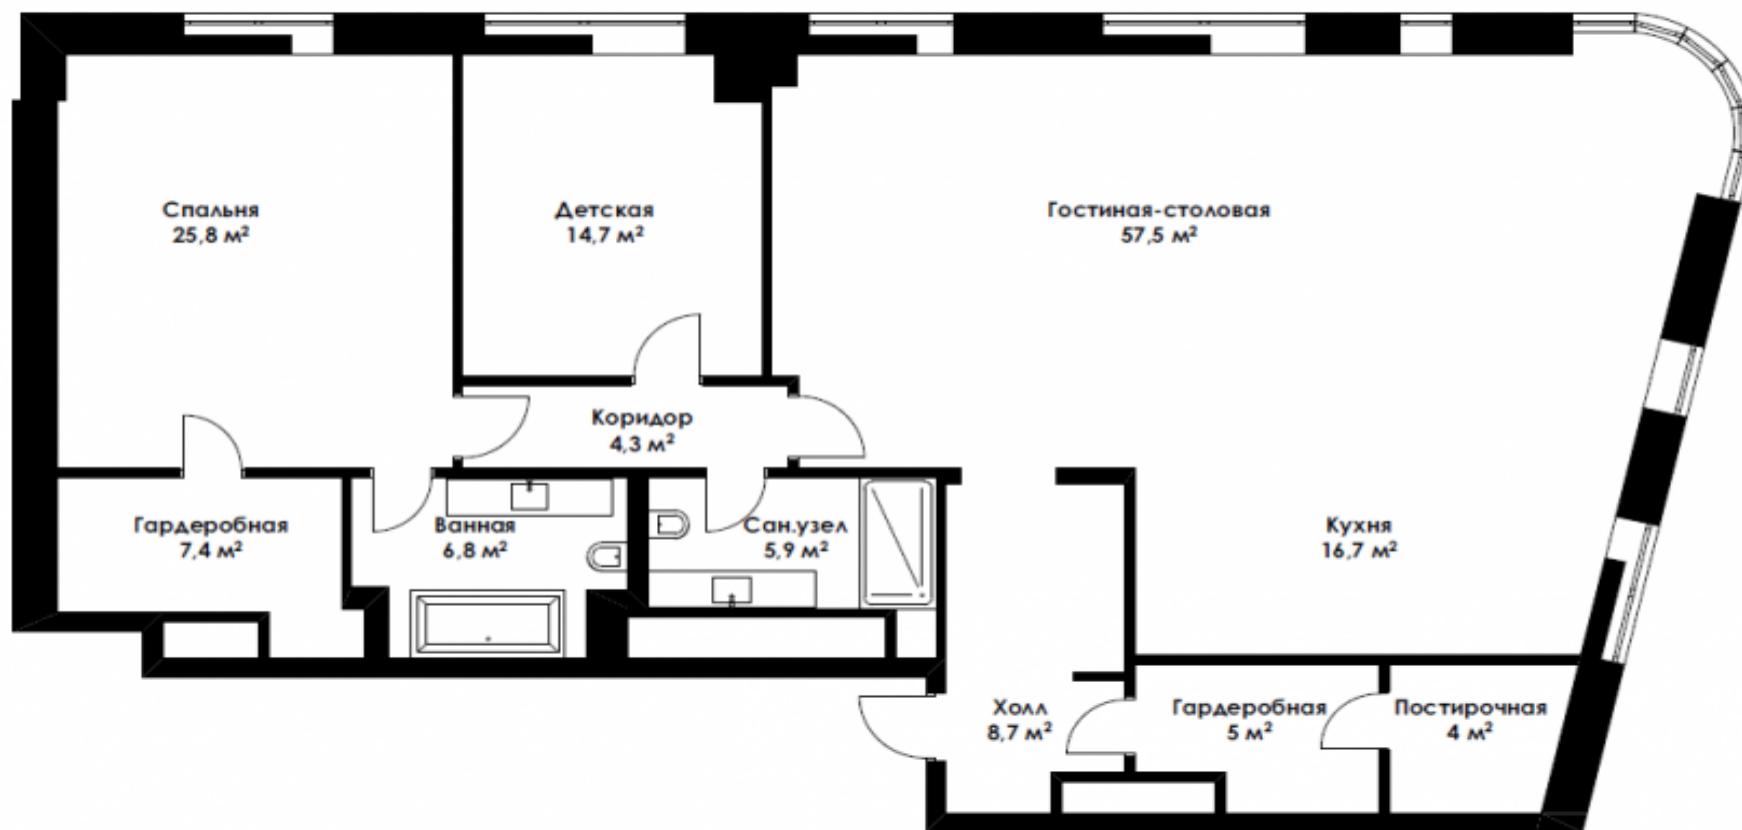 Спальня
25,8 м²
Детская
14,7 м²
Гостиная-столовая
57,5 м²
Коридор
4,3 м²
Гардеробная
7,4 м²
Ванная
6,8 м²
Сан.узел
5,9 м²
Кухня
16,7 м²
Холл
8,7 м²
Гардеробная
5 м²
Постирочная
4 м²